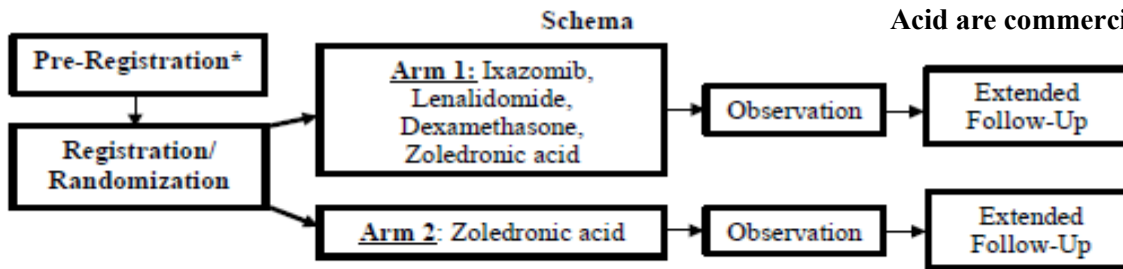 Schema
Acid are commerci
Pre-Registration*
Registration/
Randomization
Arm 1: Ixazomib,
Lenalidomide,
Dexamethasone,
Zoledronic acid
Observation
Extended
Follow-Up
Arm 2: Zoledronic acid
Observation
Extended
Follow-Up